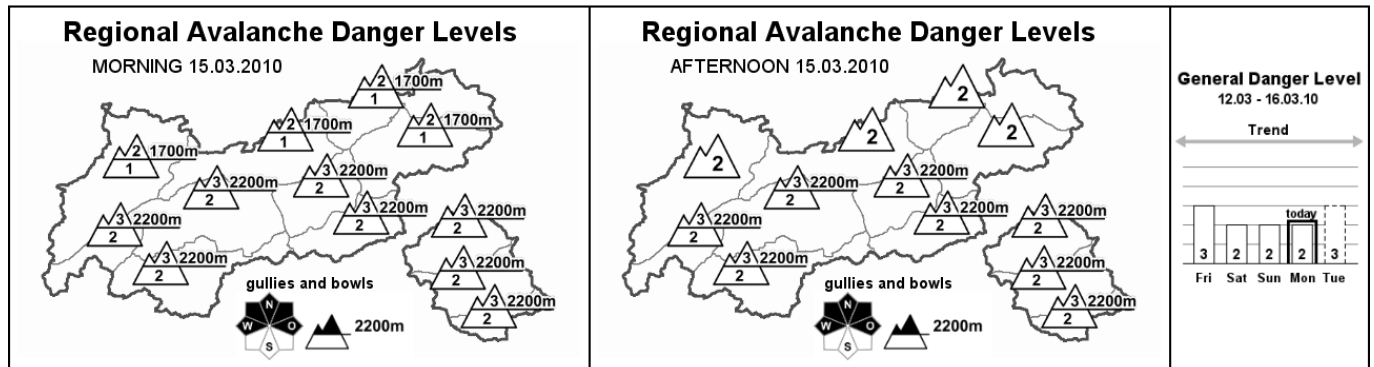 Regional Avalanche Danger Levels
MORNING 15.03.2010
2 1700m
1
2 1700m
1
2 1700m
1
2 1700m
1
3 2200m
2
3 2200m
2
3 2200m
2
3 2200m
2
3 2200m
2
3 2200m
2
3 2200m
2
3 2200m
2
gullies and bowls
N
W O
S
2200m
Regional Avalanche Danger Levels
AFTERNOON 15.03.2010
2
2
2
2
3 2200m
2
3 2200m
2
3 2200m
2
3 2200m
2
3 2200m
2
3 2200m
2
3 2200m
2
3 2200m
2
gullies and bowls
N
W O
S
2200m
General Danger Level
12.03 - 16.03.10
Trend
today
3 2 2 2 3
Fri Sat Sun Mon Tue